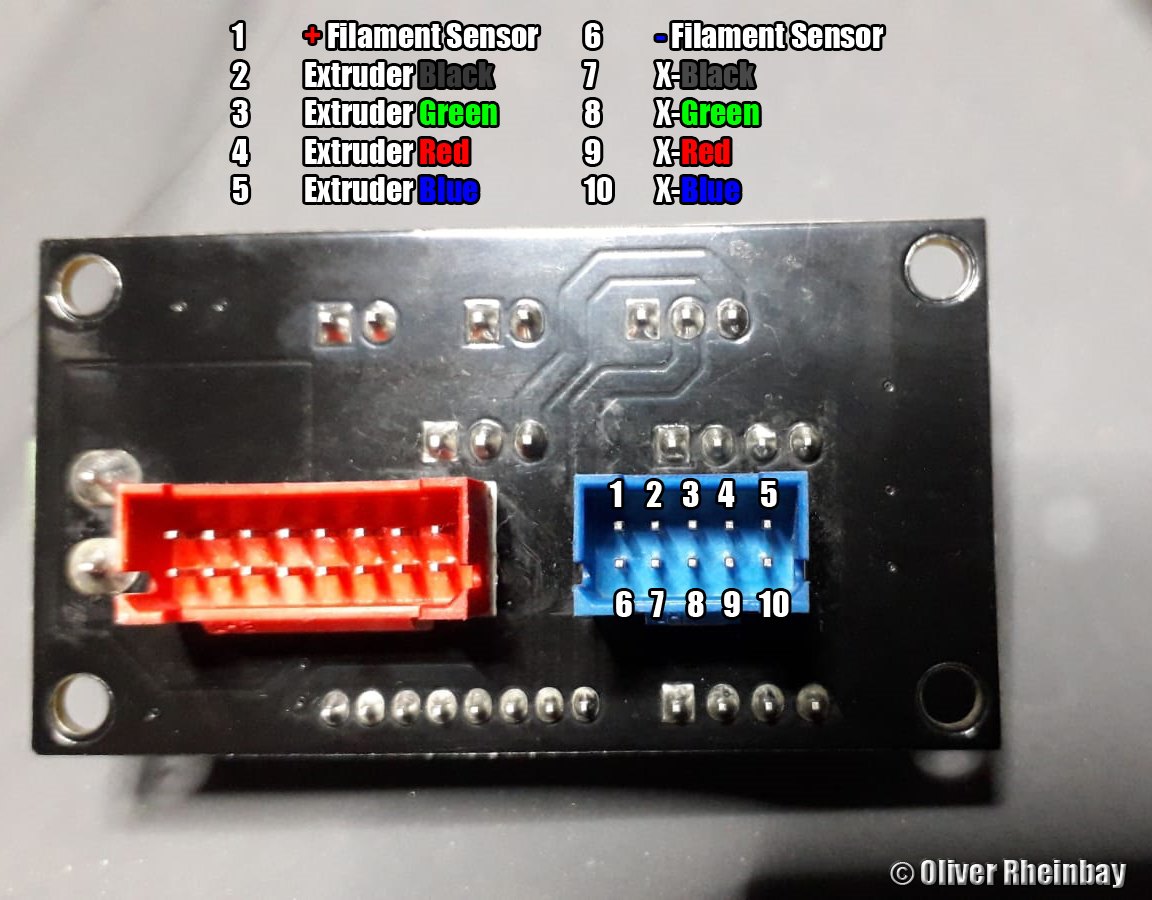 1 + Filament Sensor 6 - Filament Sensor
2 Extruder Black 7 X-Black
3 Extruder Green 8 X-Green
4 Extruder Red 9 X-Red
5 Extruder Blue 10 X-Blue
1 2 3 4 5
6 7 8 9 10
© Oliver Rheinbay